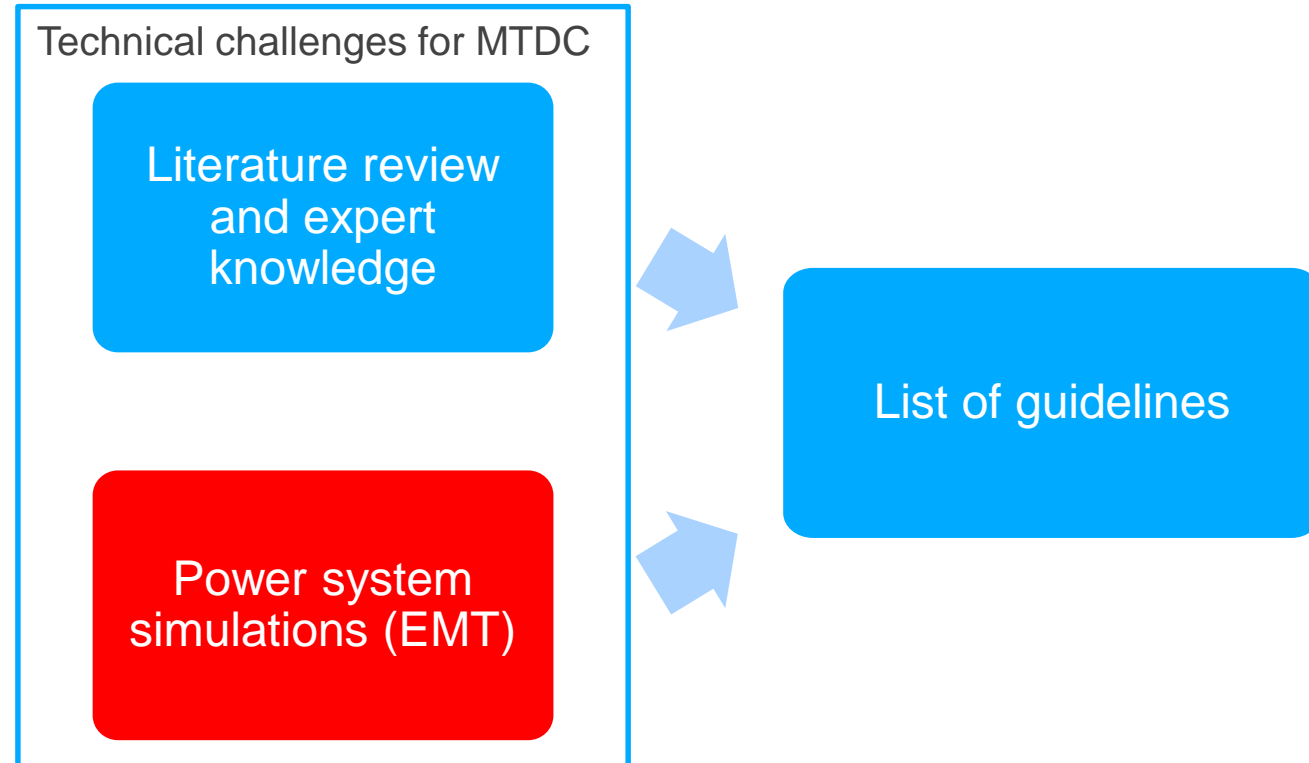 Technical challenges for MTDC
Literature review
and expert
knowledge
List of guidelines
Power system
simulations (EMT)